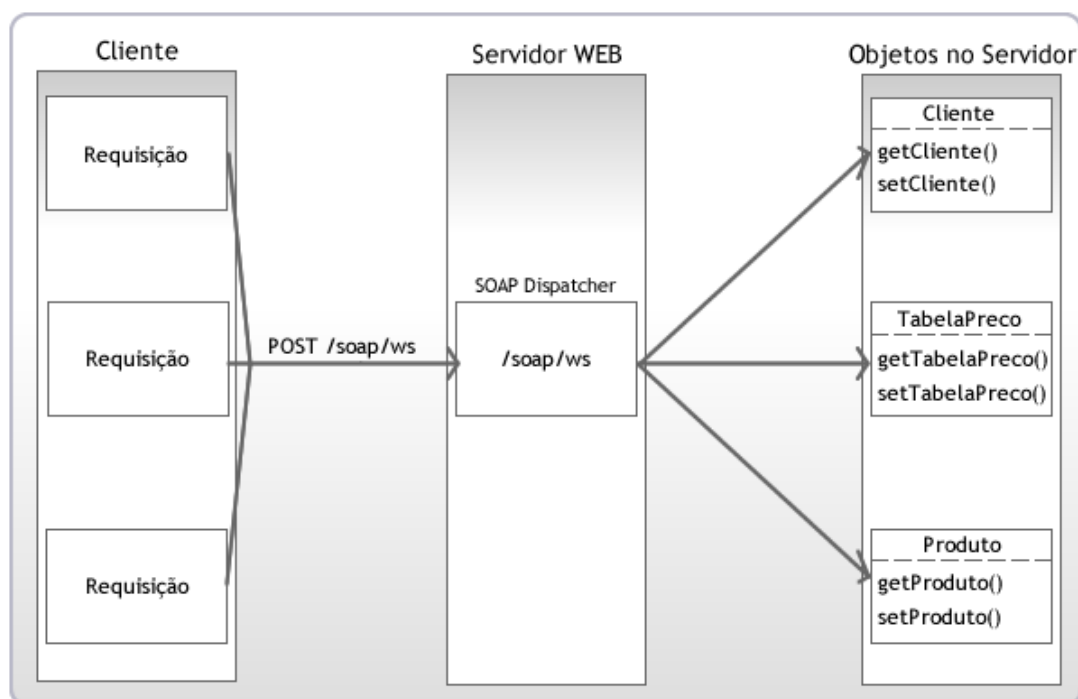 Cliente
Requisição
Requisição
Requisição
POST /soap/ws
Servidor WEB
SOAP Dispatcher
/soap/ws
Objetos no Servidor
Cliente
getCliente()
setCliente()
TabelaPreco
getTabelaPreco()
setTabelaPreco()
Produto
getProduto()
setProduto()